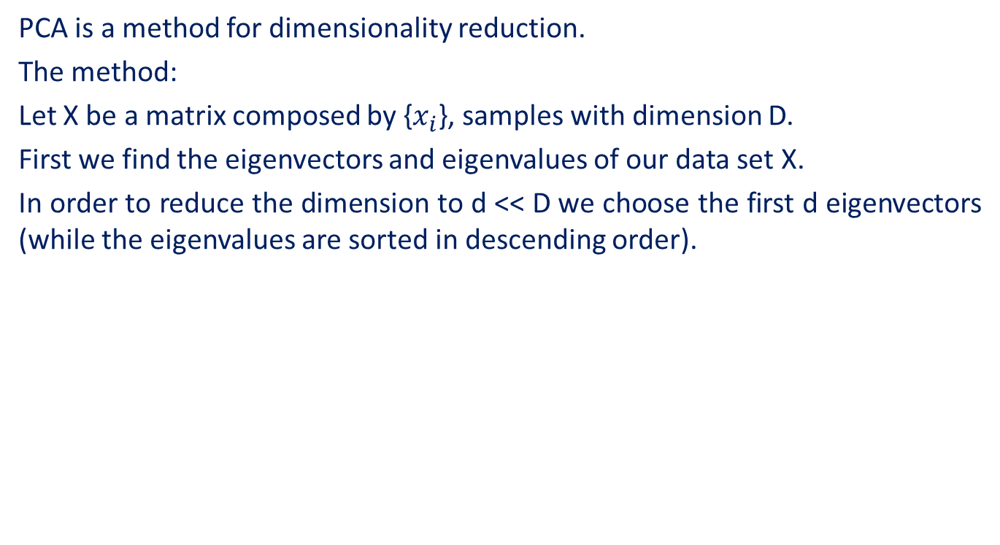 PCA is a method for dimensionality reduction.
The method:
Let X be a matrix composed by {𝑥ᵢ}, samples with dimension D.
First we find the eigenvectors and eigenvalues of our data set X.
In order to reduce the dimension to d << D we choose the first d eigenvectors
(while the eigenvalues are sorted in descending order).